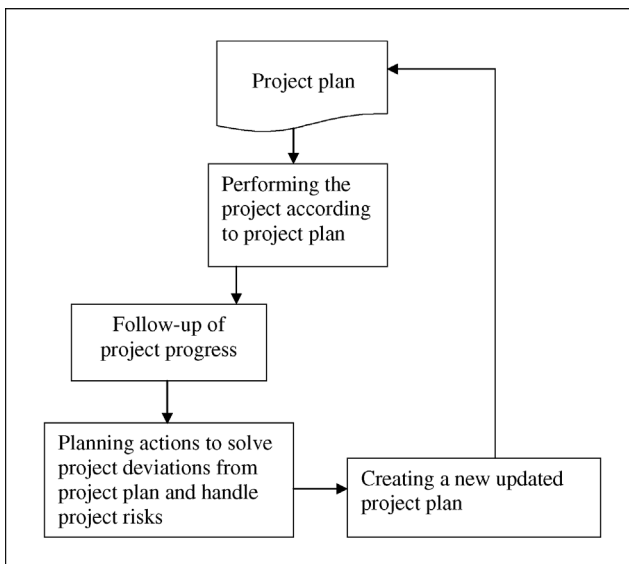 Project plan
Performing the
project according
to project plan
Follow-up of
project progress
Planning actions to solve
project deviations from
project plan and handle
project risks
Creating a new updated
project plan